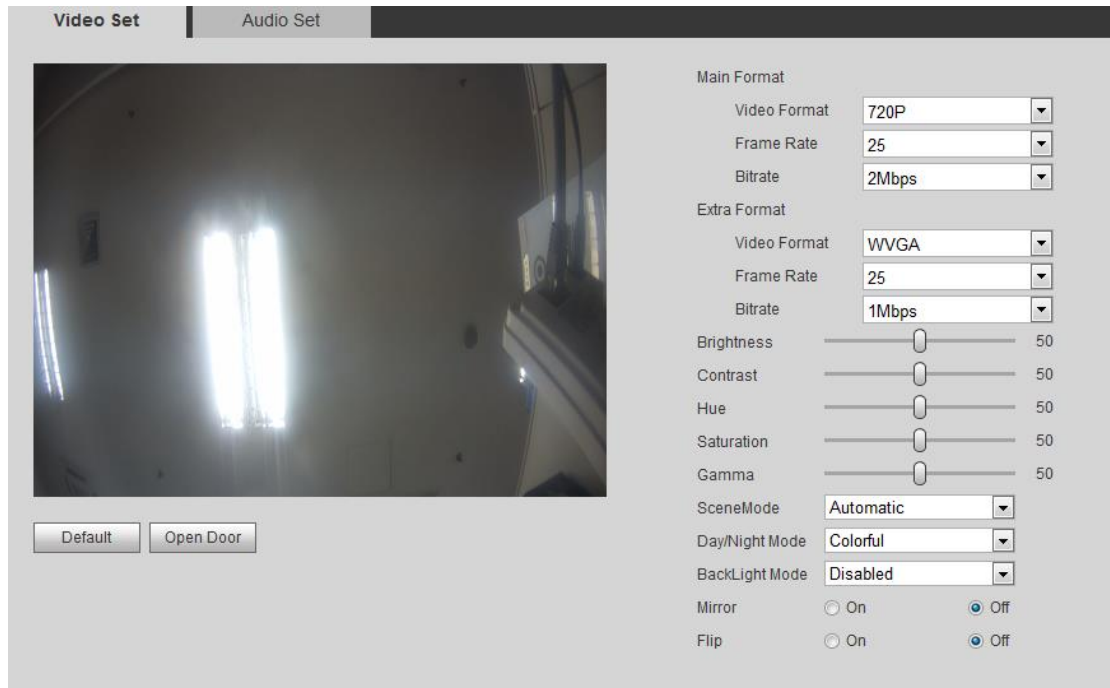 Video Set Audio Set
Main Format
Video Format 720P
Frame Rate 25
Bitrate 2Mbps
Extra Format
Video Format WVGA
Frame Rate 25
Bitrate 1Mbps
Brightness 50
Contrast 50
Hue 50
Saturation 50
Gamma 50
SceneMode Automatic
Day/Night Mode Colorful
BackLight Mode Disabled
Mirror On Off
Flip On Off
Default Open Door